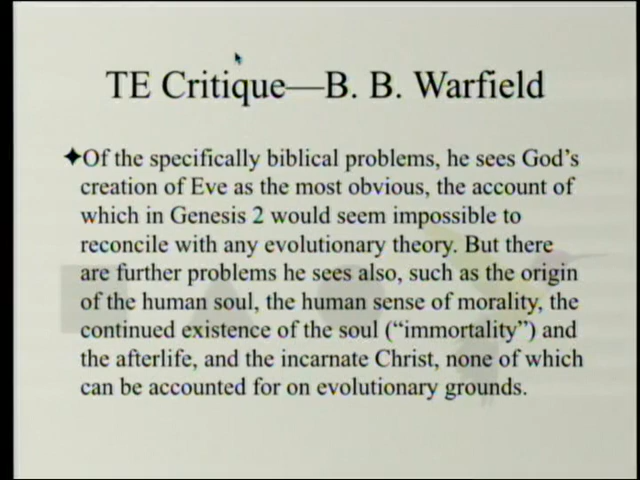 TE Critique—B. B. Warfield
✦Of the specifically biblical problems, he sees God's
creation of Eve as the most obvious, the account of
which in Genesis 2 would seem impossible to
reconcile with any evolutionary theory. But there
are further problems he sees also, such as the origin
of the human soul, the human sense of morality, the
continued existence of the soul (“immortality”) and
the afterlife, and the incarnate Christ, none of which
can be accounted for on evolutionary grounds.